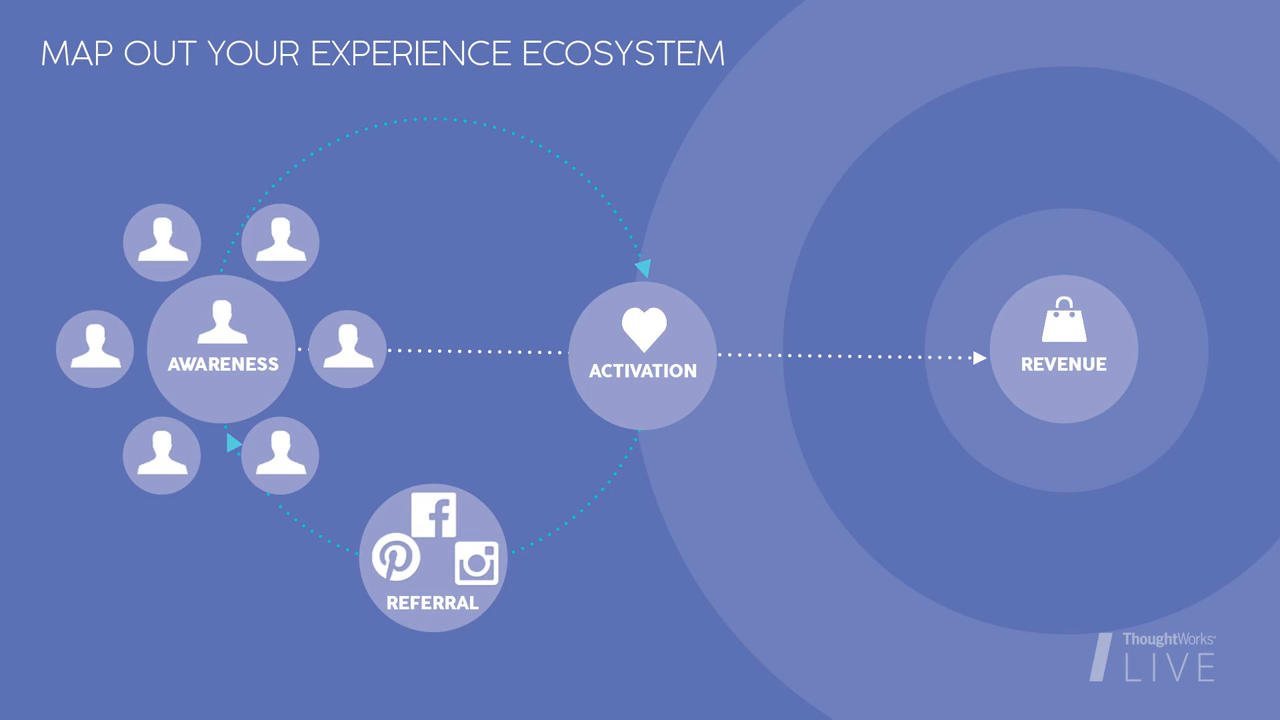 MAP OUT YOUR EXPERIENCE ECOSYSTEM
AWARENESS
ACTIVATION
REVENUE
REFERRAL
ThoughtWorks®
LIVE